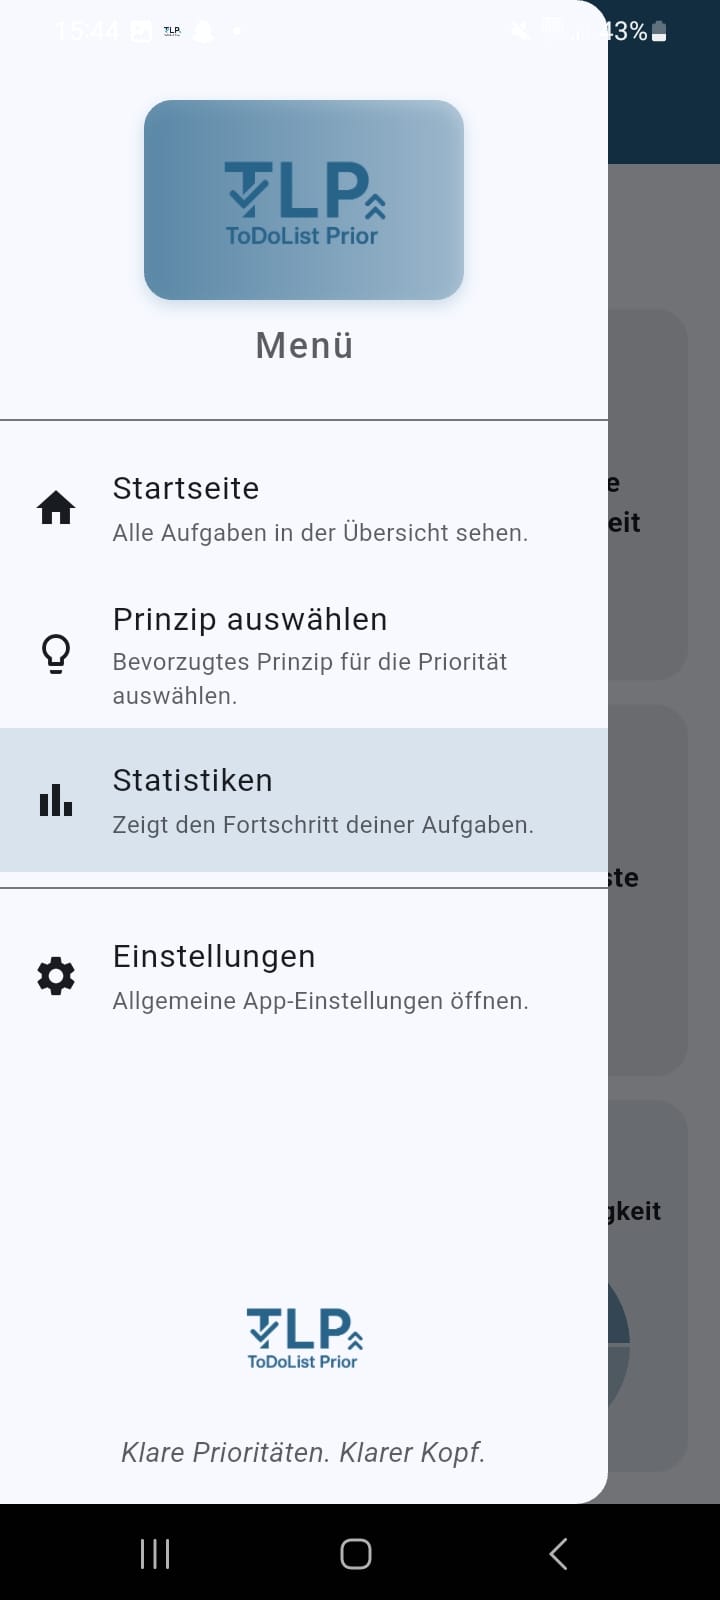 15:44 TLP 43%
TLP
ToDoList Prior
Menü
Startseite
Alle Aufgaben in der Übersicht sehen.
Prinzip auswählen
Bevorzugtes Prinzip für die Priorität
auswählen.
Statistiken
Zeigt den Fortschritt deiner Aufgaben.
Einstellungen
Allgemeine App-Einstellungen öffnen.
TLP
ToDoList Prior
Klare Prioritäten. Klarer Kopf.
e
eit
ste
gkeit